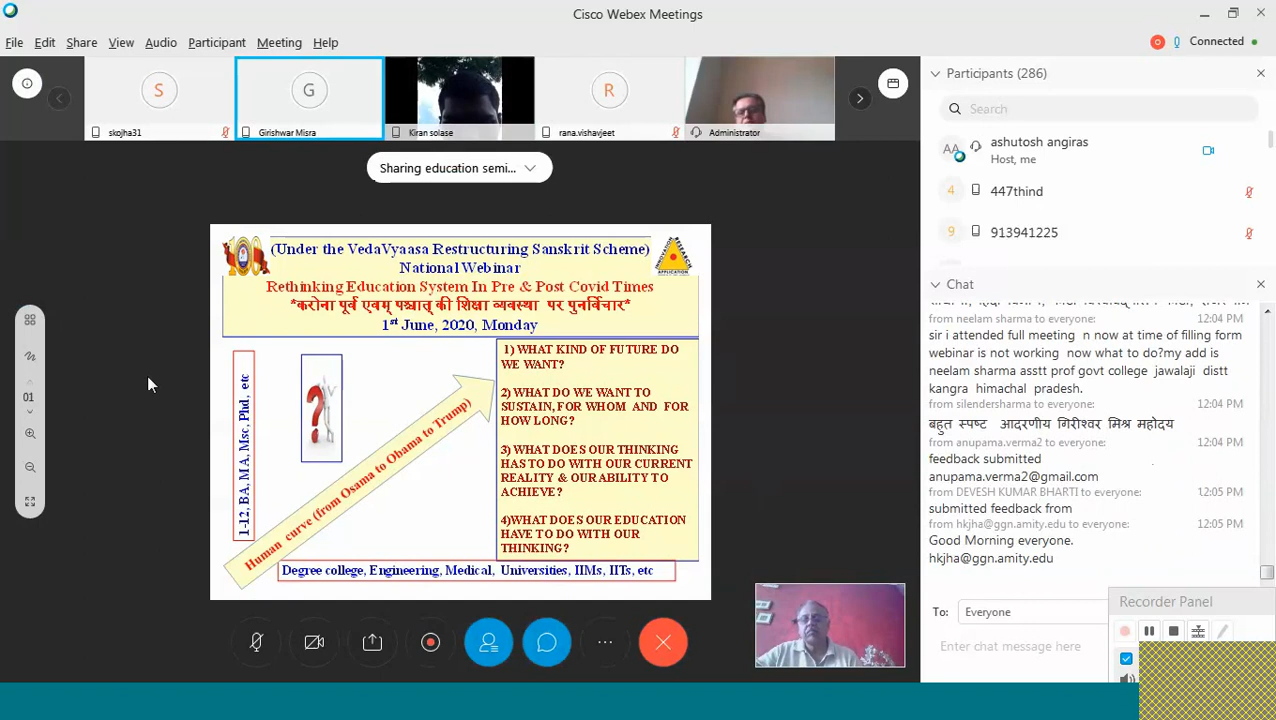 Cisco Webex Meetings
File Edit Share View Audio Participant Meeting Help
Connected
S
G
R
skojha31
Girishwar Misra
Kiran solase
rana.vishavjeet
Administrator
Sharing education semi...
(Under the VedaVyaasa Restructuring Sanskrit Scheme)
National Webinar
Rethinking Education System In Pre & Post Covid Times
*करोना पूर्व एवम् पश्चात् की शिक्षा व्यवस्था पर पुनर्विचार*
1st June, 2020, Monday
1-12, BA, MA, Msc, Phd, etc
Human curve (from Osama to Obama to Trump)
1) WHAT KIND OF FUTURE DO
WE WANT?
2) WHAT DO WE WANT TO
SUSTAIN, FOR WHOM AND FOR
HOW LONG?
3) WHAT DOES OUR THINKING
HAS TO DO WITH OUR CURRENT
REALITY & OUR ABILITY TO
ACHIEVE?
4)WHAT DOES OUR EDUCATION
HAVE TO DO WITH OUR
THINKING?
Degree college, Engineering, Medical, Universities, IIMs, IITs, etc
01
Participants (286)
Search
AA
ashutosh angiras
Host, me
4
447thind
9
913941225
Chat
from neelam sharma to everyone: 12:04 PM
sir i attended full meeting n now at time of filling form
webinar is not working now what to do?my add is
neelam sharma asstt prof govt college jawalaji distt
kangra himachal pradesh.
from silendersharma to everyone: 12:04 PM
बहुत स्पष्ट आदरणीय गिरीश्वर मिश्र महोदय
from anupama.verma2 to everyone: 12:04 PM
feedback submitted
anupama.verma2@gmail.com
from DEVESH KUMAR BHARTI to everyone: 12:05 PM
submitted feedback from
from hkjha@ggn.amity.edu to everyone: 12:05 PM
Good Morning everyone.
hkjha@ggn.amity.edu
To: Everyone
Enter chat message here
Recorder Panel